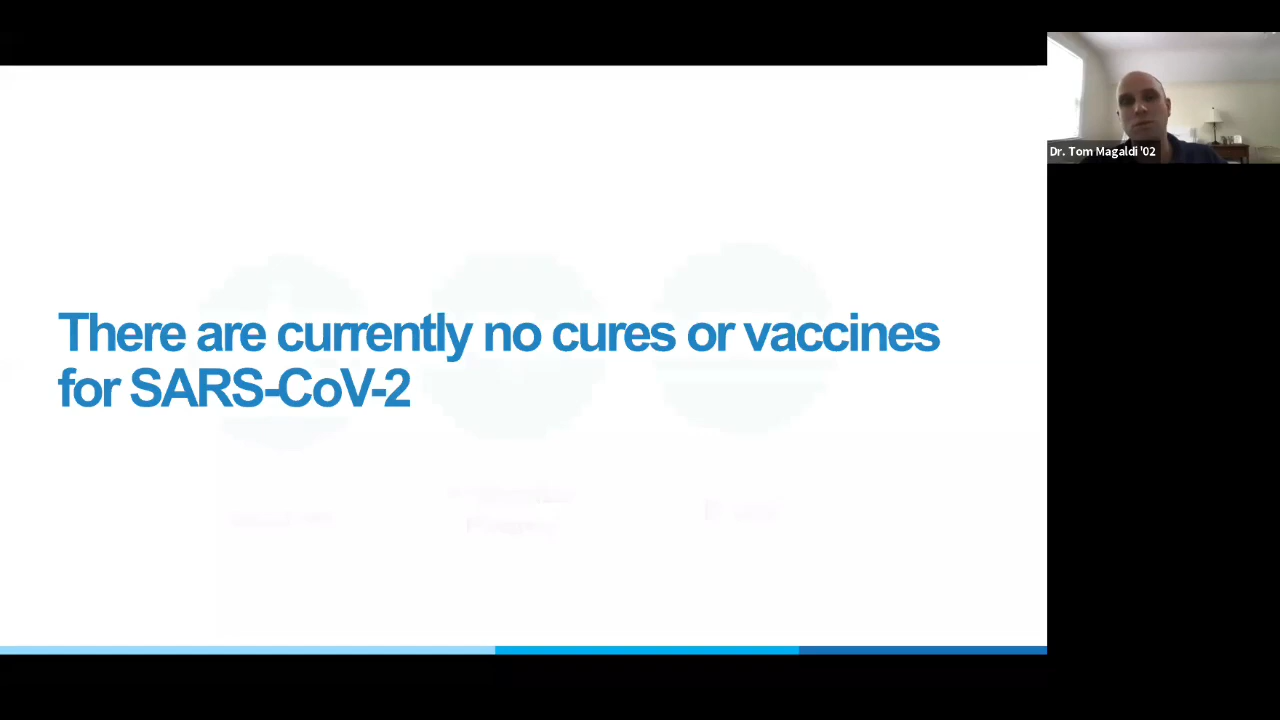 There are currently no cures or vaccines
for SARS-CoV-2
Dr. Tom Magaldi '02